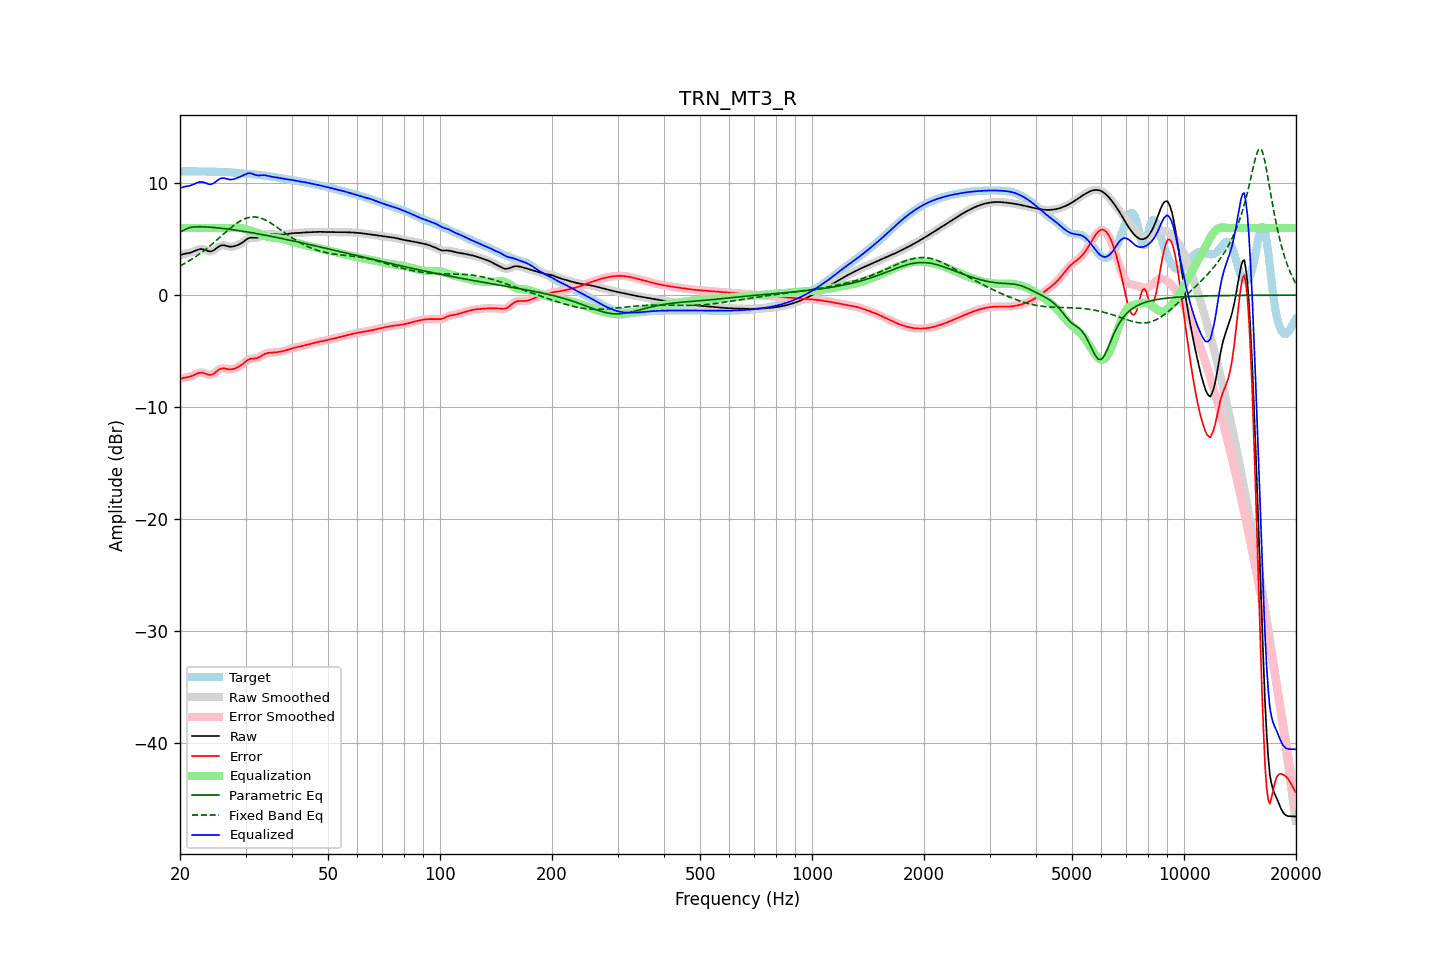 TRN_MT3_R
Amplitude (dBr)
10
0
−10
−20
−30
−40
Target
Raw Smoothed
Error Smoothed
Raw
Error
Equalization
Parametric Eq
Fixed Band Eq
Equalized
20 50 100 200 500 1000 2000 5000 10000 20000
Frequency (Hz)